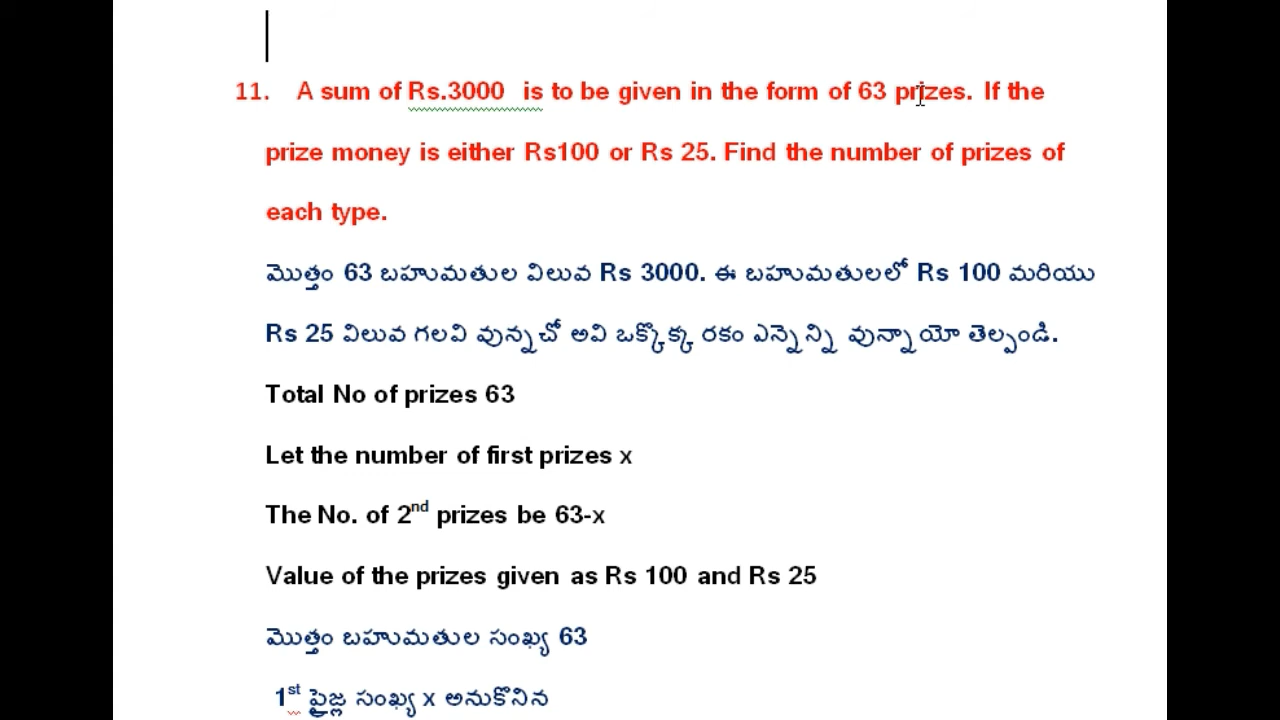 11. A sum of Rs.3000 is to be given in the form of 63 prizes. If the
prize money is either Rs100 or Rs 25. Find the number of prizes of
each type.
మొత్తం 63 బహుమతుల విలువ Rs 3000. ఈ బహుమతులలో Rs 100 మరియు
Rs 25 విలువ గలవి వున్నచో అవి ఒక్కొక్క రకం ఎన్నెన్ని వున్నాయో తెల్పండి.
Total No of prizes 63
Let the number of first prizes x
The No. of 2nd prizes be 63-x
Value of the prizes given as Rs 100 and Rs 25
మొత్తం బహుమతుల సంఖ్య 63
1st ప్రైజ్ల సంఖ్య x అనుకొనిన